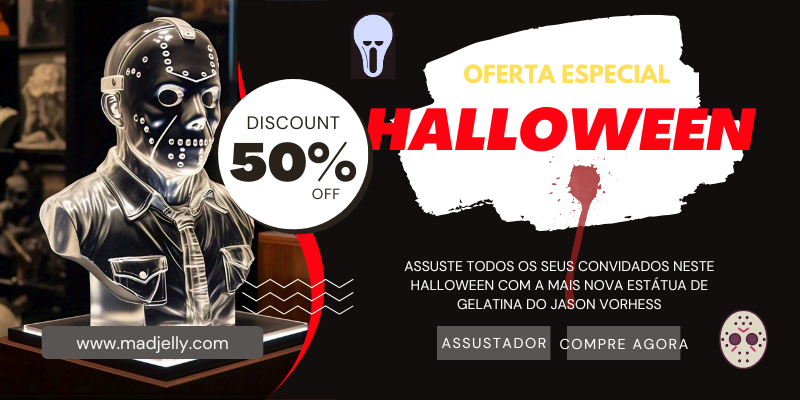 OFERTA ESPECIAL
HALLOWEEN
DISCOUNT
50%
OFF
ASSUSTE TODOS OS SEUS CONVIDADOS NESTE
HALLOWEEN COM A MAIS NOVA ESTÁTUA DE
GELATINA DO JASON VORHESS
www.madjelly.com
ASSUSTADOR
COMPRE AGORA